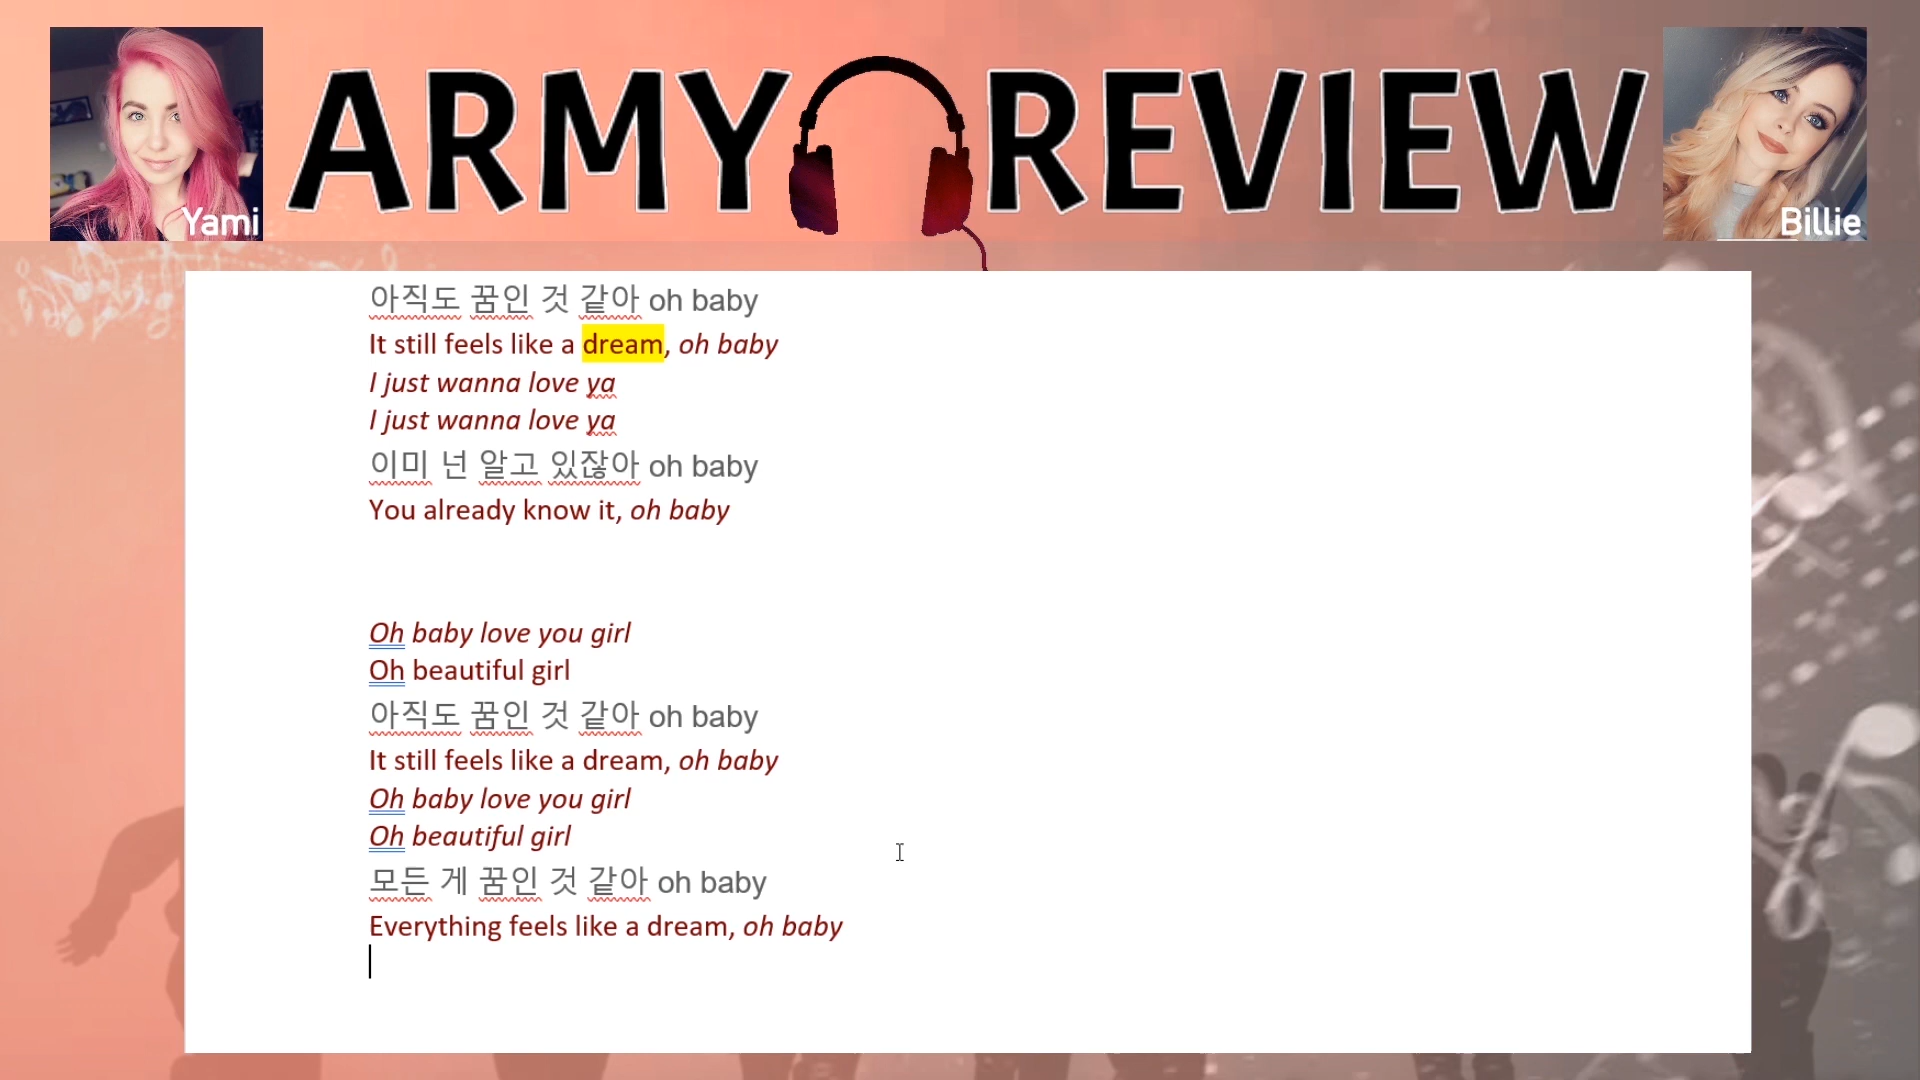 ARMY REVIEW
Yami
Billie
아직도 꿈인 것 같아 oh baby
It still feels like a dream, oh baby
I just wanna love ya
I just wanna love ya
이미 넌 알고 있잖아 oh baby
You already know it, oh baby
Oh baby love you girl
Oh beautiful girl
아직도 꿈인 것 같아 oh baby
It still feels like a dream, oh baby
Oh baby love you girl
Oh beautiful girl
모든 게 꿈인 것 같아 oh baby
Everything feels like a dream, oh baby